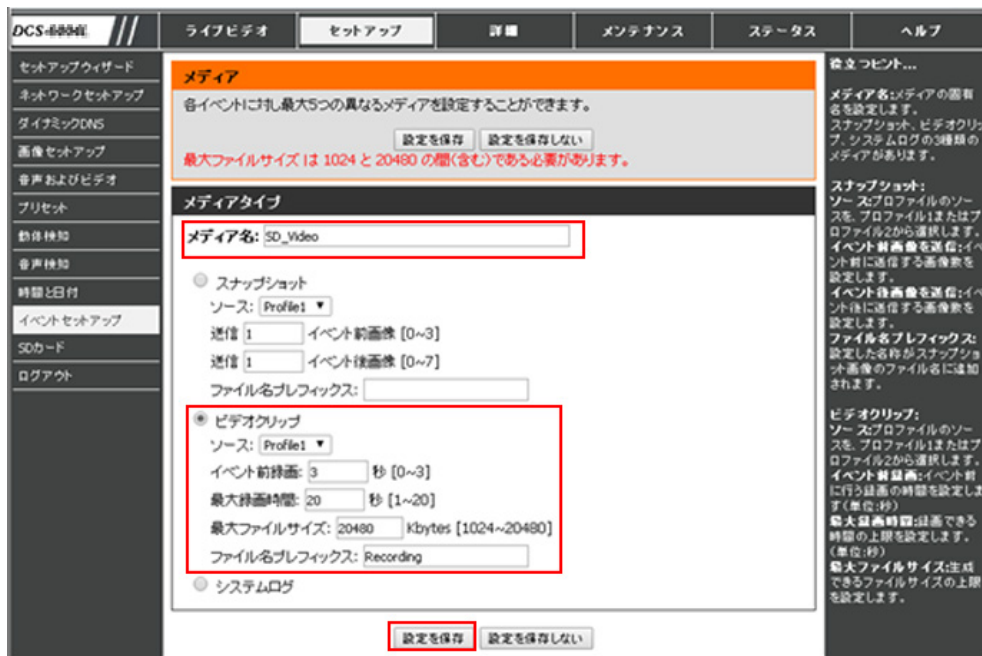 DCS-
ライブビデオ
セットアップ
詳細
メンテナンス
ステータス
ヘルプ
セットアップウィザード
ネットワークセットアップ
ダイナミックDNS
画像セットアップ
音声およびビデオ
プリセット
動体検知
音声検知
時間と日付
イベントセットアップ
SDカード
ログアウト
メディア
各イベントに対し最大5つの異なるメディアを設定することができます。
設定を保存 設定を保存しない
最大ファイルサイズ は 1024 と 20480 の間(含む)である必要があります。
メディアタイプ
メディア名: SD_Video
スナップショット
ソース: Profile1
送信 1 イベント前画像 [0~3]
送信 1 イベント後画像 [0~7]
ファイル名プレフィックス:
ビデオクリップ
ソース: Profile1
イベント前録画: 3 秒 [0~3]
最大録画時間: 20 秒 [1~20]
最大ファイルサイズ: 20480 Kbytes [1024~20480]
ファイル名プレフィックス: Recording
システムログ
設定を保存 設定を保存しない
役立つヒント...
メディア名:メディアの固有
名を設定します。
スナップショット、ビデオクリッ
プ、システムログの3種類の
メディアがあります。
スナップショット:
ソース:プロファイルのソー
スを、プロファイル1またはプ
ロファイル2から選択します。
イベント前画像を送信:イベ
ント前に送信する画像数を
設定します。
イベント後画像を送信:イベ
ント後に送信する画像数を
設定します。
ファイル名プレフィックス:
設定した名称がスナップショ
ット画像のファイル名に追加
されます。
ビデオクリップ:
ソース:プロファイルのソー
スを、プロファイル1またはプ
ロファイル2から選択します。
イベント前録画:イベント前
に行う録画の時間を設定しま
す(単位:秒)
最大録画時間:録画できる
時間の上限を設定します。
(単位:秒)
最大ファイルサイズ:生成
できるファイルサイズの上限
を設定します。